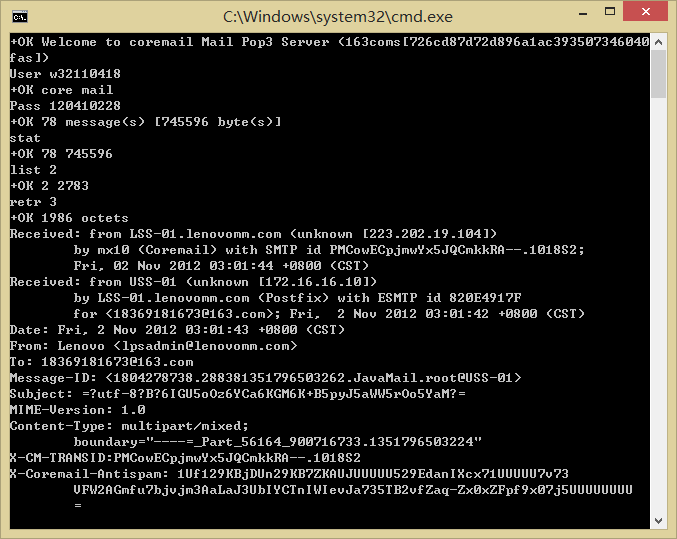 C:\Windows\system32\cmd.exe
+OK Welcome to coremail Mail Pop3 Server (163coms[726cd87d72d896a1ac393507346040
fas])
User w32110418
+OK core mail
Pass 120410228
+OK 78 message(s) [745596 byte(s)]
stat
+OK 78 745596
list 2
+OK 2 2783
retr 3
+OK 1986 octets
Received: from LSS-01.lenovomm.com (unknown [223.202.19.104])
by mx10 (Coremail) with SMTP id PMCowECpjmwYx5JQCmkkRA--.1018S2;
Fri, 02 Nov 2012 03:01:44 +0800 (CST)
Received: from USS-01 (unknown [172.16.16.10])
by LSS-01.lenovomm.com (Postfix) with ESMTP id 820E4917F
for <18369181673@163.com>; Fri,  2 Nov 2012 03:01:42 +0800 (CST)
Date: Fri, 2 Nov 2012 03:01:43 +0800 (CST)
From: Lenovo <lpsadmin@lenovomm.com>
To: 18369181673@163.com
Message-ID: <1804278738.288381351796503262.JavaMail.root@USS-01>
Subject: =?utf-8?B?6IGU5oOz6YCa6KGM6K+B5pyJ5aWW5rOo5YaM?=
MIME-Version: 1.0
Content-Type: multipart/mixed;
boundary="----=_Part_56164_900716733.1351796503224"
X-CM-TRANSID:PMCowECpjmwYx5JQCmkkRA--.1018S2
X-Coremail-Antispam: 1Uf129KBjDUn29KB7ZKAUJUUUUU529EdanIXcx71UUUUU7v73
VFW2AGmfu7bjvjm3AaLaJ3UbIYCTnIWIevJa735TB2vfZaq-Zx0xZFpf9x07j5UUUUUUUU
=